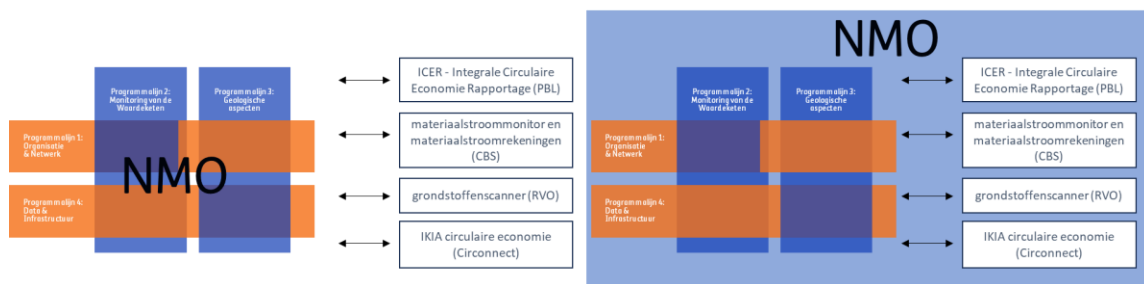 NMO
Programmalijn 2:
Monitoring van de
Waardeketen
Programmalijn 3:
Geologische
aspecten
Programmalijn 1:
Organisatie
& Netwerk
Programmalijn 4:
Data &
Infrastructuur
ICER - Integrale Circulaire
Economie Rapportage (PBL)
materiaalstroommonitor en
materiaalstroomrekeningen
(CBS)
grondstoffenscanner (RVO)
IKIA circulaire economie
(Circonnect)
NMO
Programmalijn 2:
Monitoring van de
Waardeketen
Programmalijn 3:
Geologische
aspecten
Programmalijn 1:
Organisatie
& Netwerk
Programmalijn 4:
Data &
Infrastructuur
ICER - Integrale Circulaire
Economie Rapportage (PBL)
materiaalstroommonitor en
materiaalstroomrekeningen
(CBS)
grondstoffenscanner (RVO)
IKIA circulaire economie
(Circonnect)